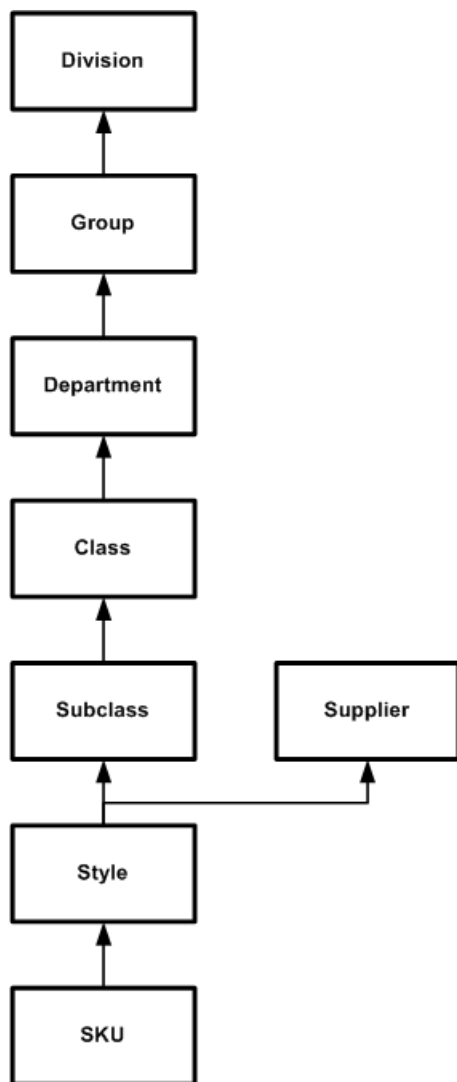 Division
Group
Department
Class
Subclass
Supplier
Style
SKU